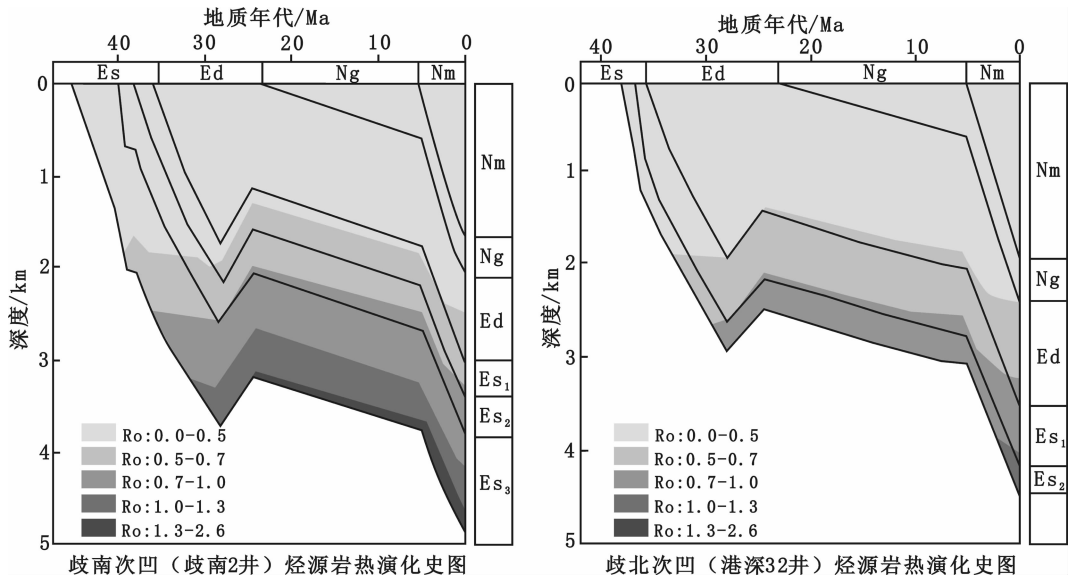 地质年代/Ma
40 30 20 10 0
Es Ed Ng Nm
0
1
2
3
4
5
深度/km
Nm
Ng
Ed
Es1
Es2
Es3
Ro:0.0-0.5
Ro:0.5-0.7
Ro:0.7-1.0
Ro:1.0-1.3
Ro:1.3-2.6
歧南次凹（歧南2井）烃源岩热演化史图
地质年代/Ma
40 30 20 10 0
Es Ed Ng Nm
0
1
2
3
4
5
深度/km
Nm
Ng
Ed
Es1
Es2
Ro:0.0-0.5
Ro:0.5-0.7
Ro:0.7-1.0
Ro:1.0-1.3
Ro:1.3-2.6
歧北次凹（港深32井）烃源岩热演化史图